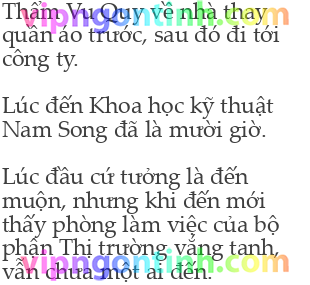 Thẩm Vu Quy về nhà thay
quần áo trước, sau đó đi tới
công ty.
Lúc đến Khoa học kỹ thuật
Nam Song đã là mười giờ.
Lúc đầu cứ tưởng là đến
muộn, nhưng khi đến mới
thấy phòng làm việc của bộ
phận Thị trường vắng tanh,
vẫn chưa một ai đến.
vipngontinh.com
vipngontinh.com